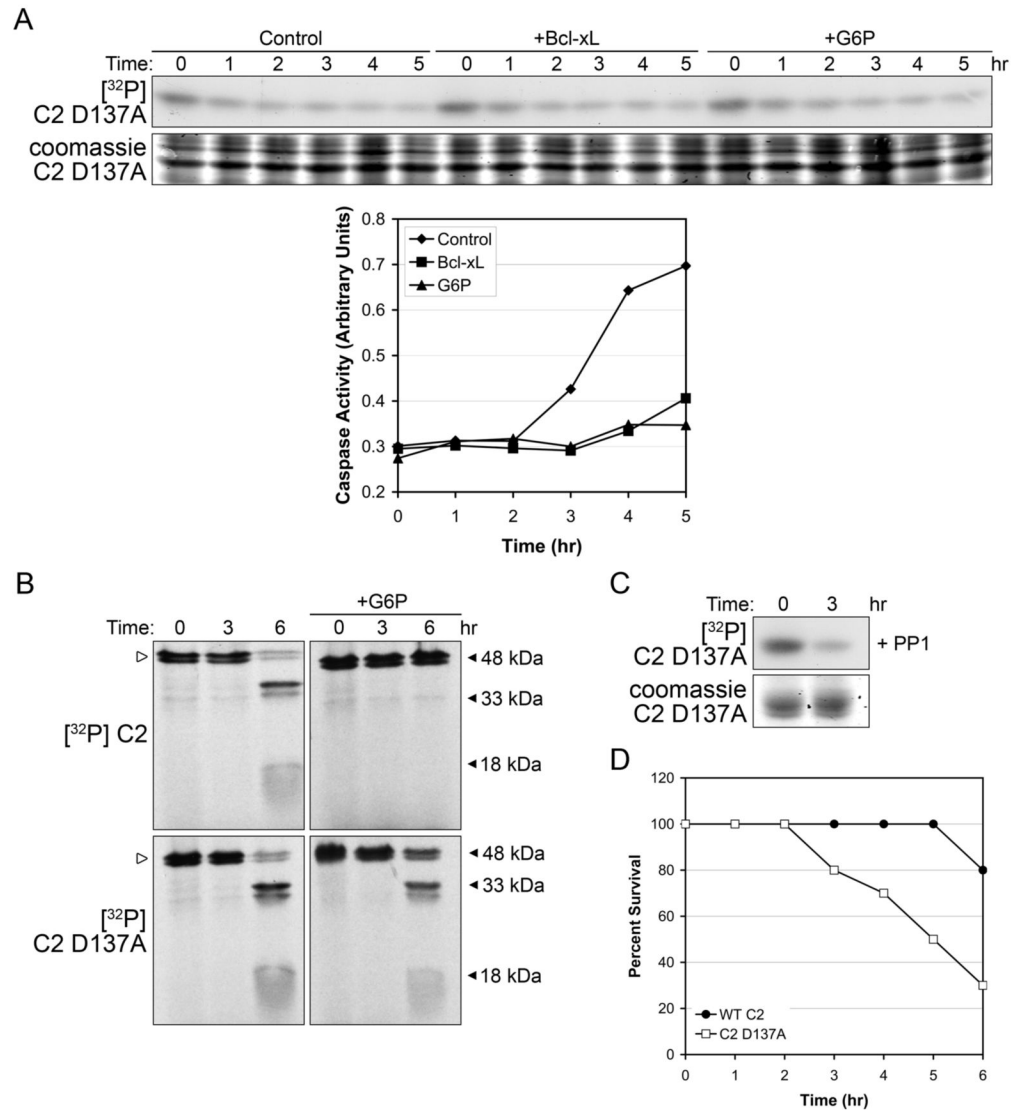 A
Control +Bcl-xL +G6P
Time: 0 1 2 3 4 5 0 1 2 3 4 5 0 1 2 3 4 5 hr
[³²P]
C2 D137A
coomassie
C2 D137A
0.8
0.7
0.6
0.5
0.4
0.3
0.2
Caspase Activity (Arbitrary Units)
Control
Bcl-xL
G6P
0 1 2 3 4 5
Time (hr)
B
+G6P
Time: 0 3 6 0 3 6 hr
48 kDa
33 kDa
[³²P] C2
18 kDa
48 kDa
33 kDa
[³²P]
C2 D137A
18 kDa
C
Time: 0 3 hr
[³²P]
C2 D137A
+ PP1
coomassie
C2 D137A
D
120
100
80
60
40
20
0
Percent Survival
WT C2
C2 D137A
0 1 2 3 4 5 6
Time (hr)